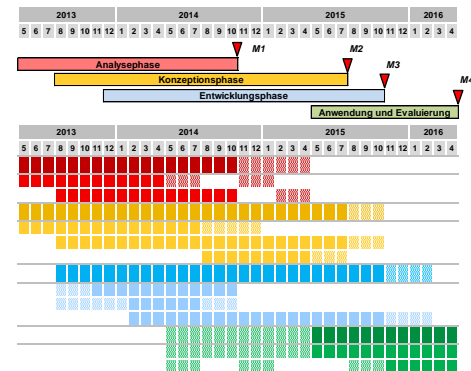 2013 2014 2015 2016
5 6 7 8 9 10 11 12 1 2 3 4 5 6 7 8 9 10 11 12 1 2 3 4 5 6 7 8 9 10 11 12 1 2 3 4
M1 M2
Analysephase M3
Konzeptionsphase
Entwicklungsphase M4
Anwendung und Evaluierung
2013 2014 2015 2016
5 6 7 8 9 10 11 12 1 2 3 4 5 6 7 8 9 10 11 12 1 2 3 4 5 6 7 8 9 10 11 12 1 2 3 4